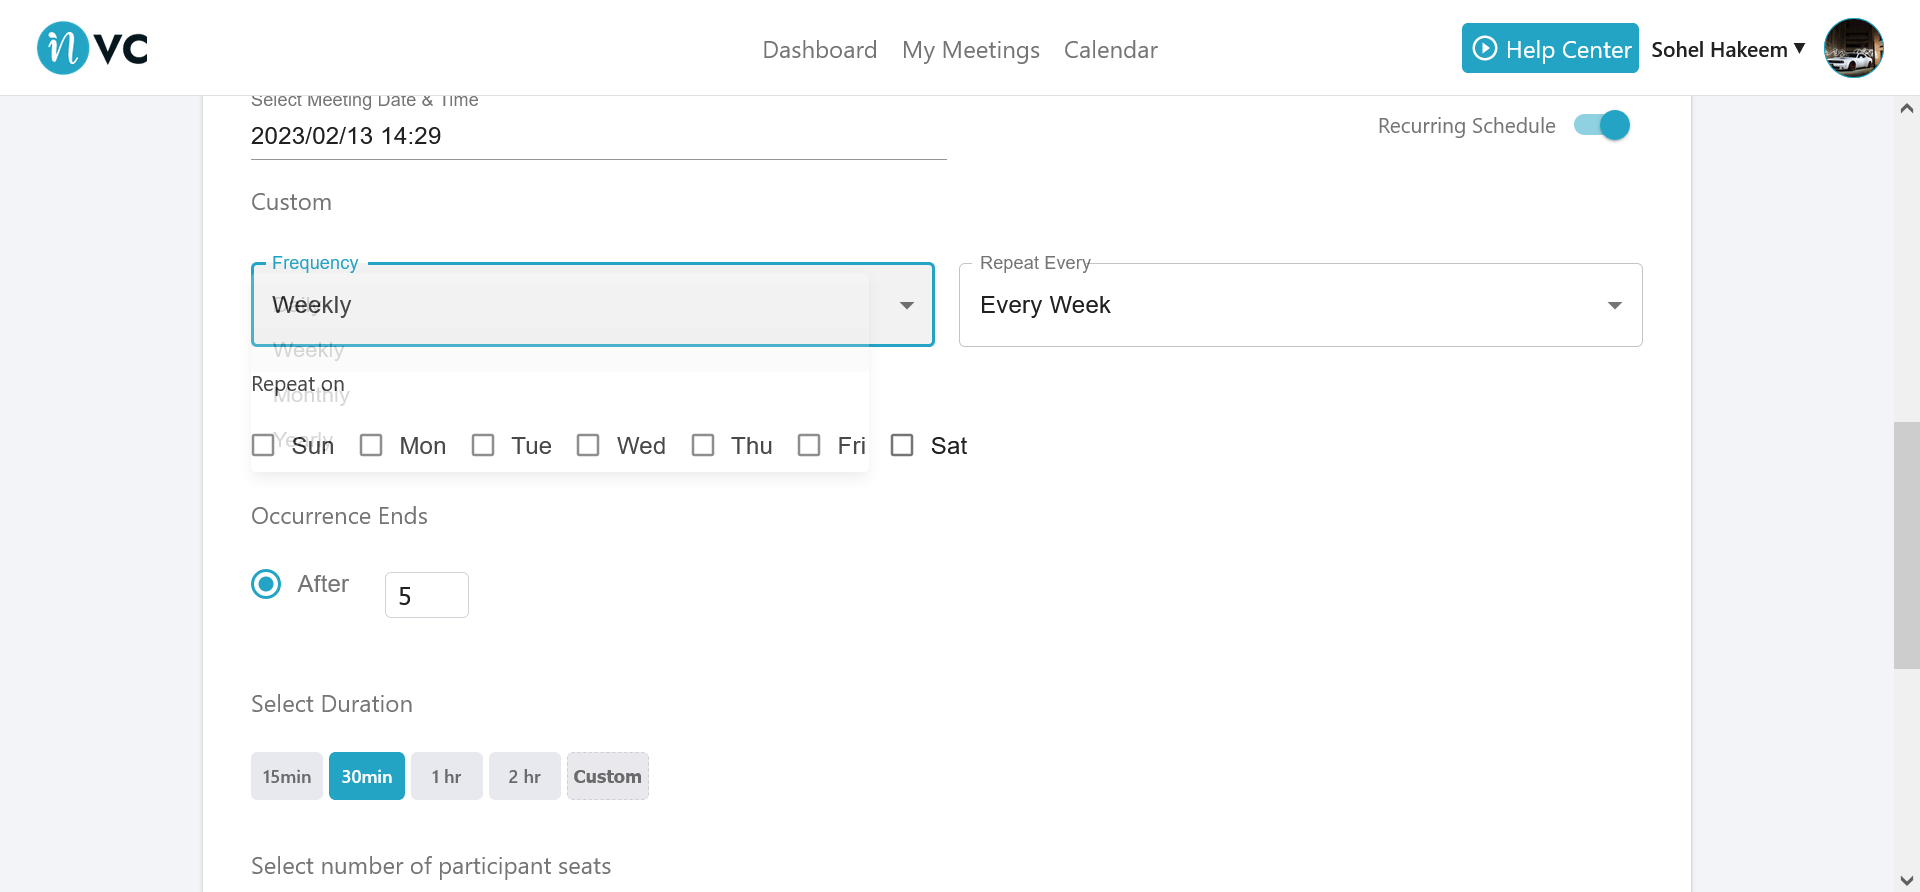 n VC
Dashboard My Meetings Calendar
Help Center
Sohel Hakeem
Select Meeting Date & Time
2023/02/13 14:29
Recurring Schedule
Custom
Frequency
Weekly
Daily
Weekly
Monthly
Yearly
Repeat Every
Every Week
Repeat on
Sun Mon Tue Wed Thu Fri Sat
Occurrence Ends
After 5
Select Duration
15min 30min 1 hr 2 hr Custom
Select number of participant seats